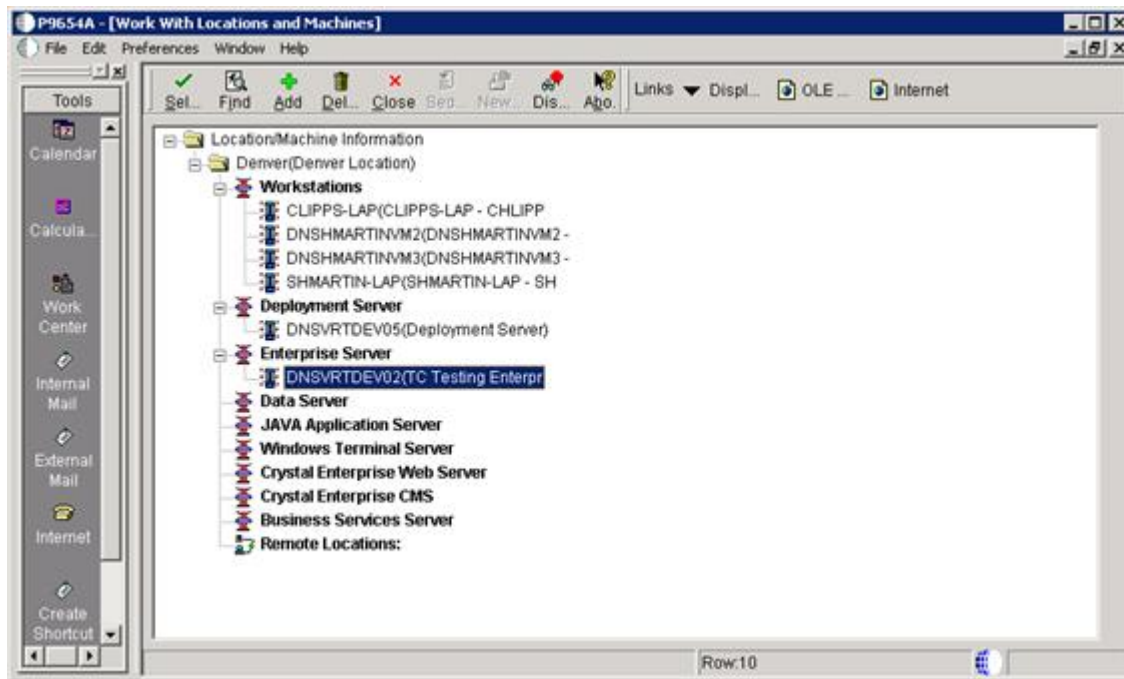 P9654A - [Work With Locations and Machines]
File Edit Preferences Window Help
Tools
Sel... Find Add Del... Close Seq... New... Dis... Abo... Links Displ... OLE ... Internet
Calendar
Calcula...
Work Center
Internal Mail
External Mail
Internet
Create Shortcut
Location/Machine Information
Denver(Denver Location)
Workstations
CLIPPS-LAP(CLIPPS-LAP - CHLIPP
DNSHMARTINVM2(DNSHMARTINVM2 -
DNSHMARTINVM3(DNSHMARTINVM3 -
SHMARTIN-LAP(SHMARTIN-LAP - SH
Deployment Server
DNSVRTDEV05(Deployment Server)
Enterprise Server
DNSVRTDEV02(TC Testing Enterpr
Data Server
JAVA Application Server
Windows Terminal Server
Crystal Enterprise Web Server
Crystal Enterprise CMS
Business Services Server
Remote Locations:
Row:10